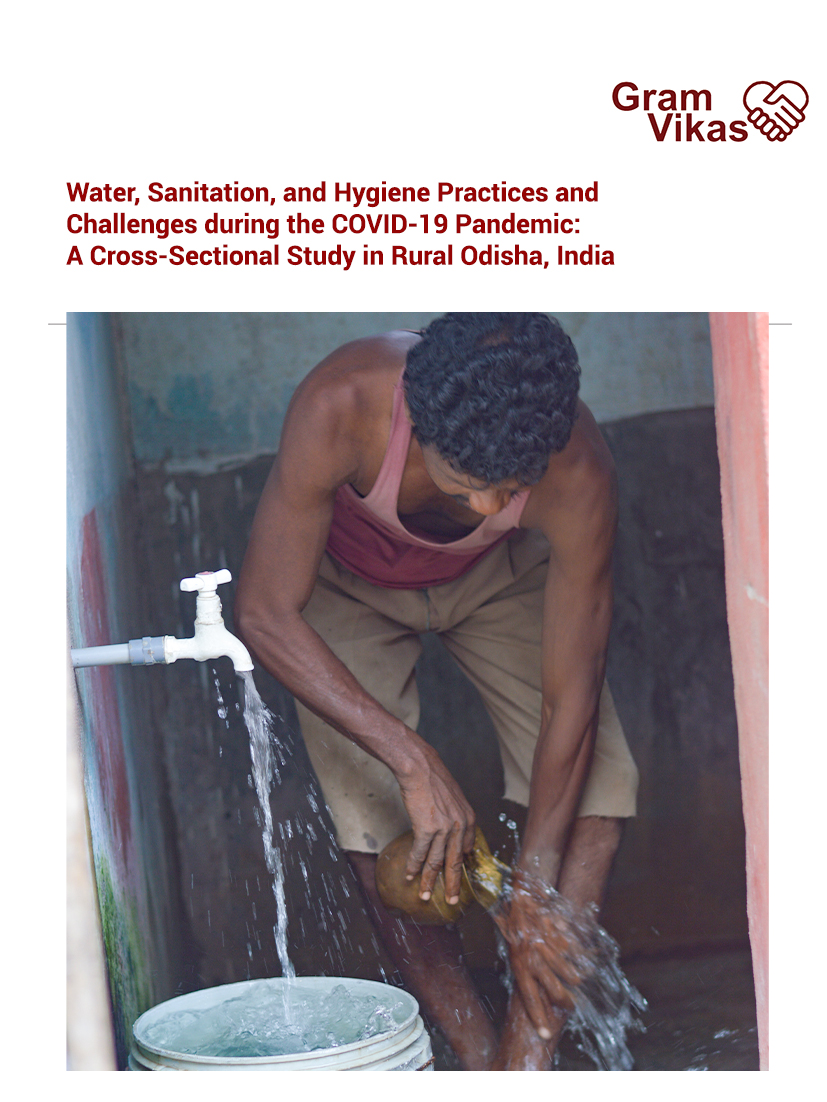 Gram
Vikas
Water, Sanitation, and Hygiene Practices and
Challenges during the COVID-19 Pandemic:
A Cross-Sectional Study in Rural Odisha, India